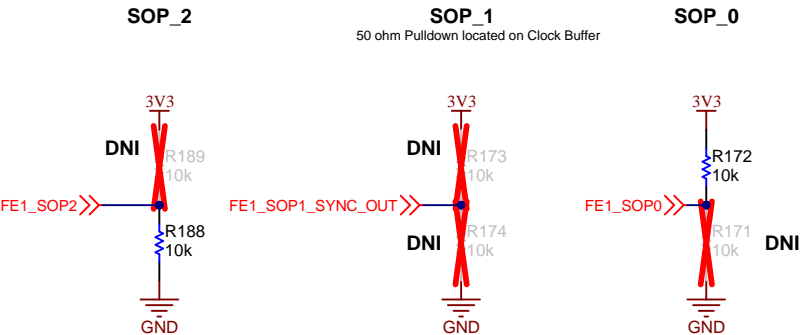 SOP_2
SOP_1
SOP_0
50 ohm Pulldown located on Clock Buffer
3V3
3V3
3V3
DNI
R189
10k
DNI
R173
10k
R172
10k
FE1_SOP2
FE1_SOP1_SYNC_OUT
FE1_SOP0
R188
10k
DNI
R174
10k
R171
10k
DNI
GND
GND
GND